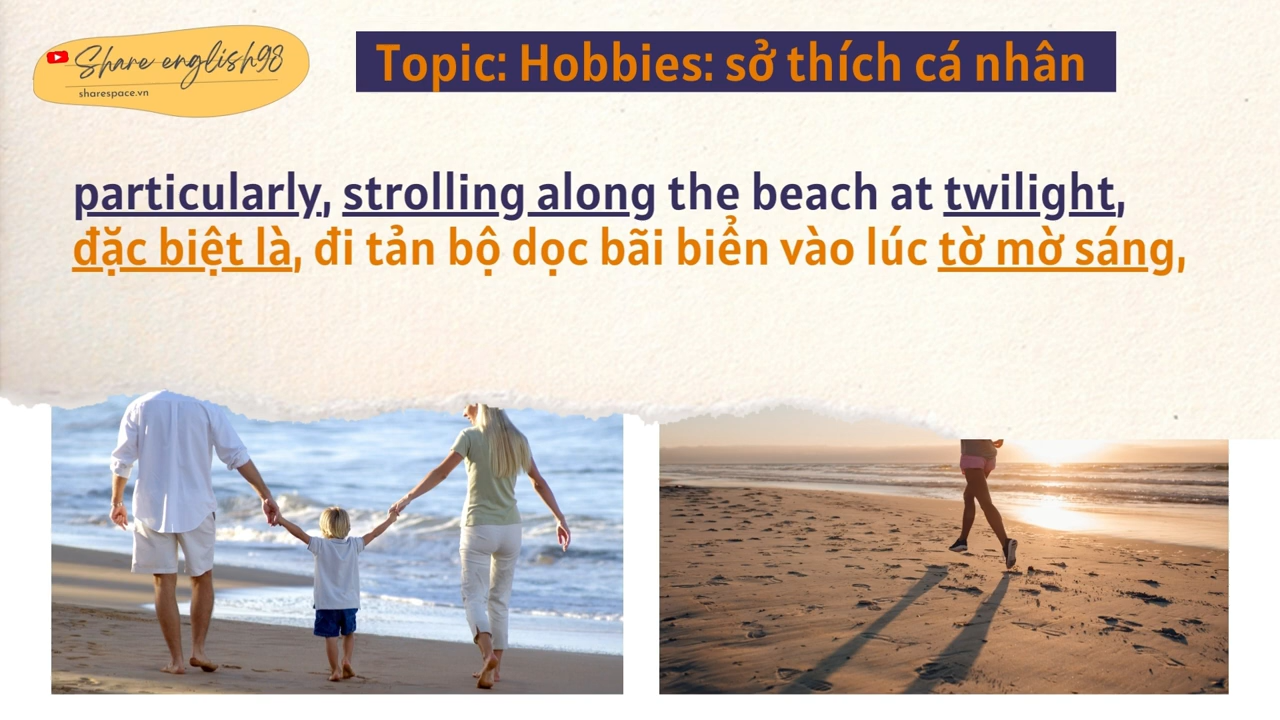 Share english98
sharespace.vn
Topic: Hobbies: sở thích cá nhân
particularly, strolling along the beach at twilight,
đặc biệt là, đi tản bộ dọc bãi biển vào lúc tờ mờ sáng,